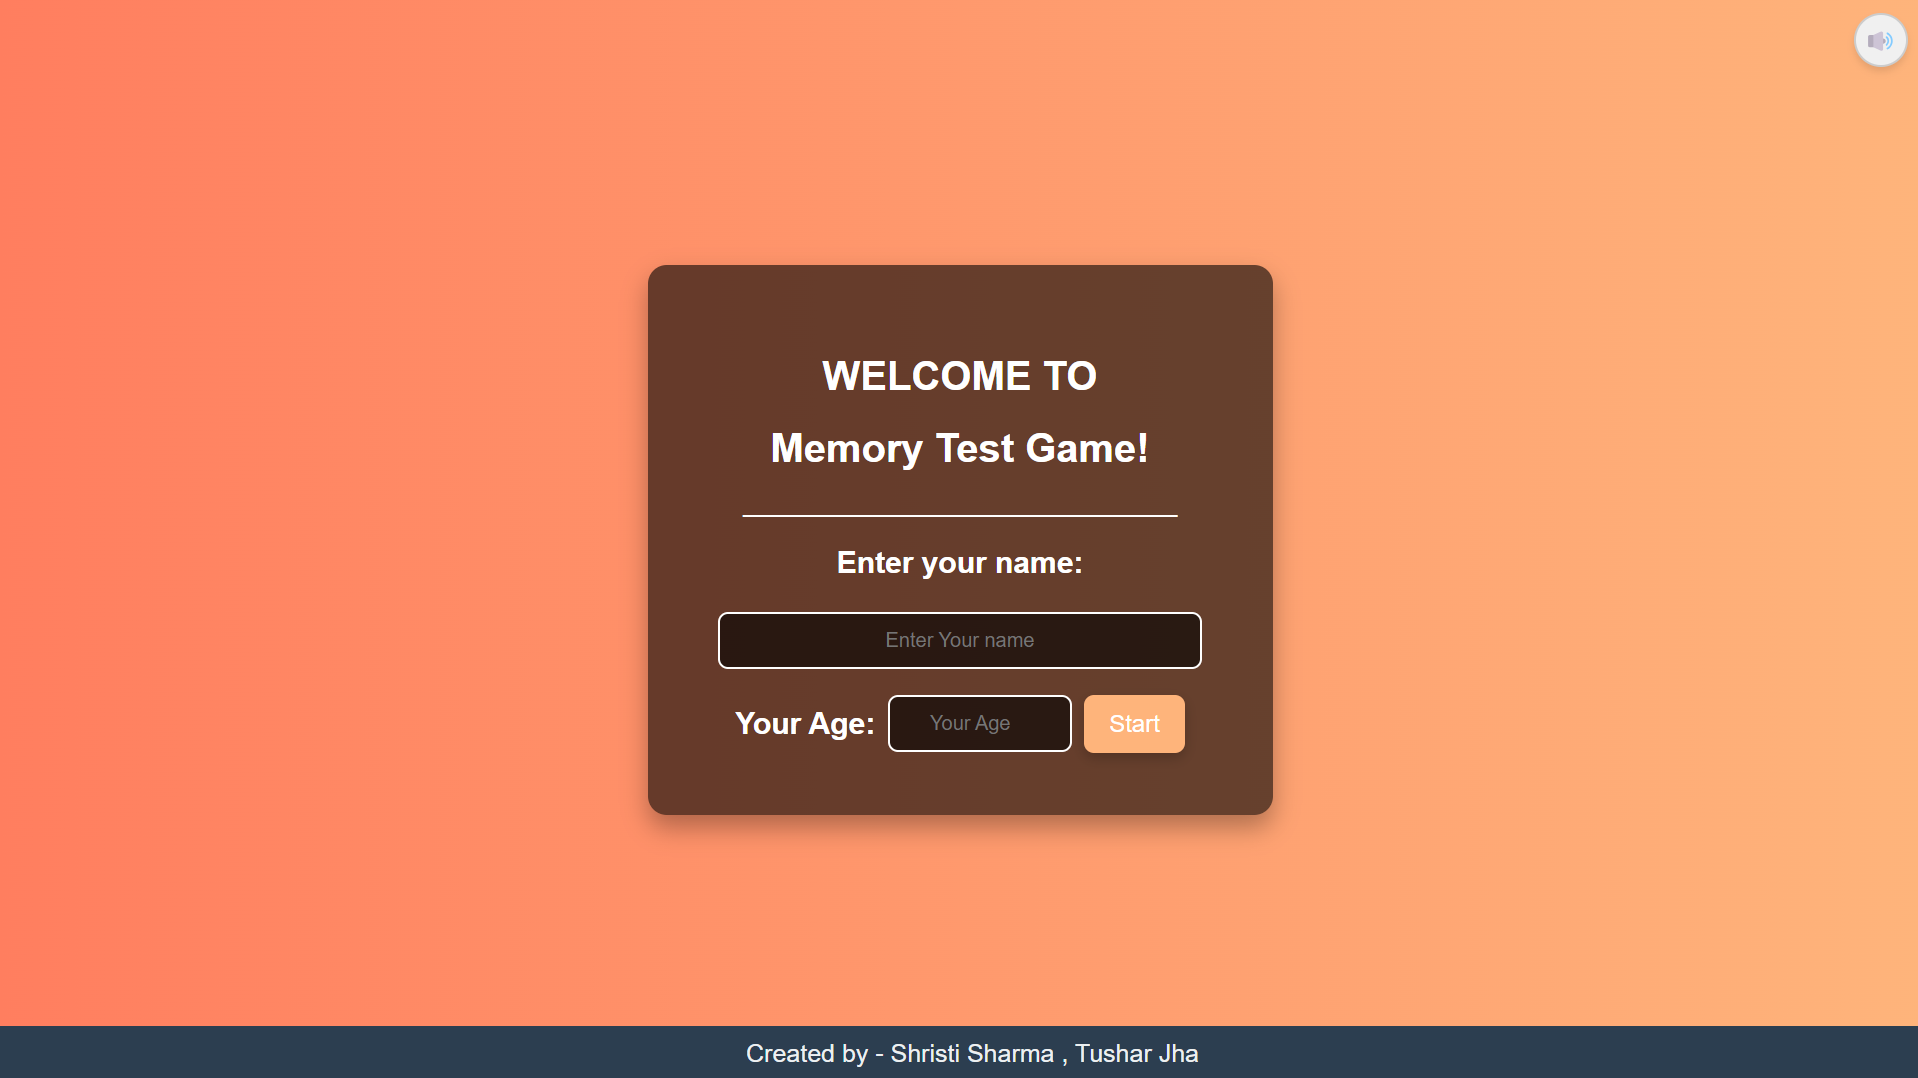 WELCOME TO
Memory Test Game!
Enter your name:
Enter Your name
Your Age: Your Age Start
Created by - Shristi Sharma , Tushar Jha